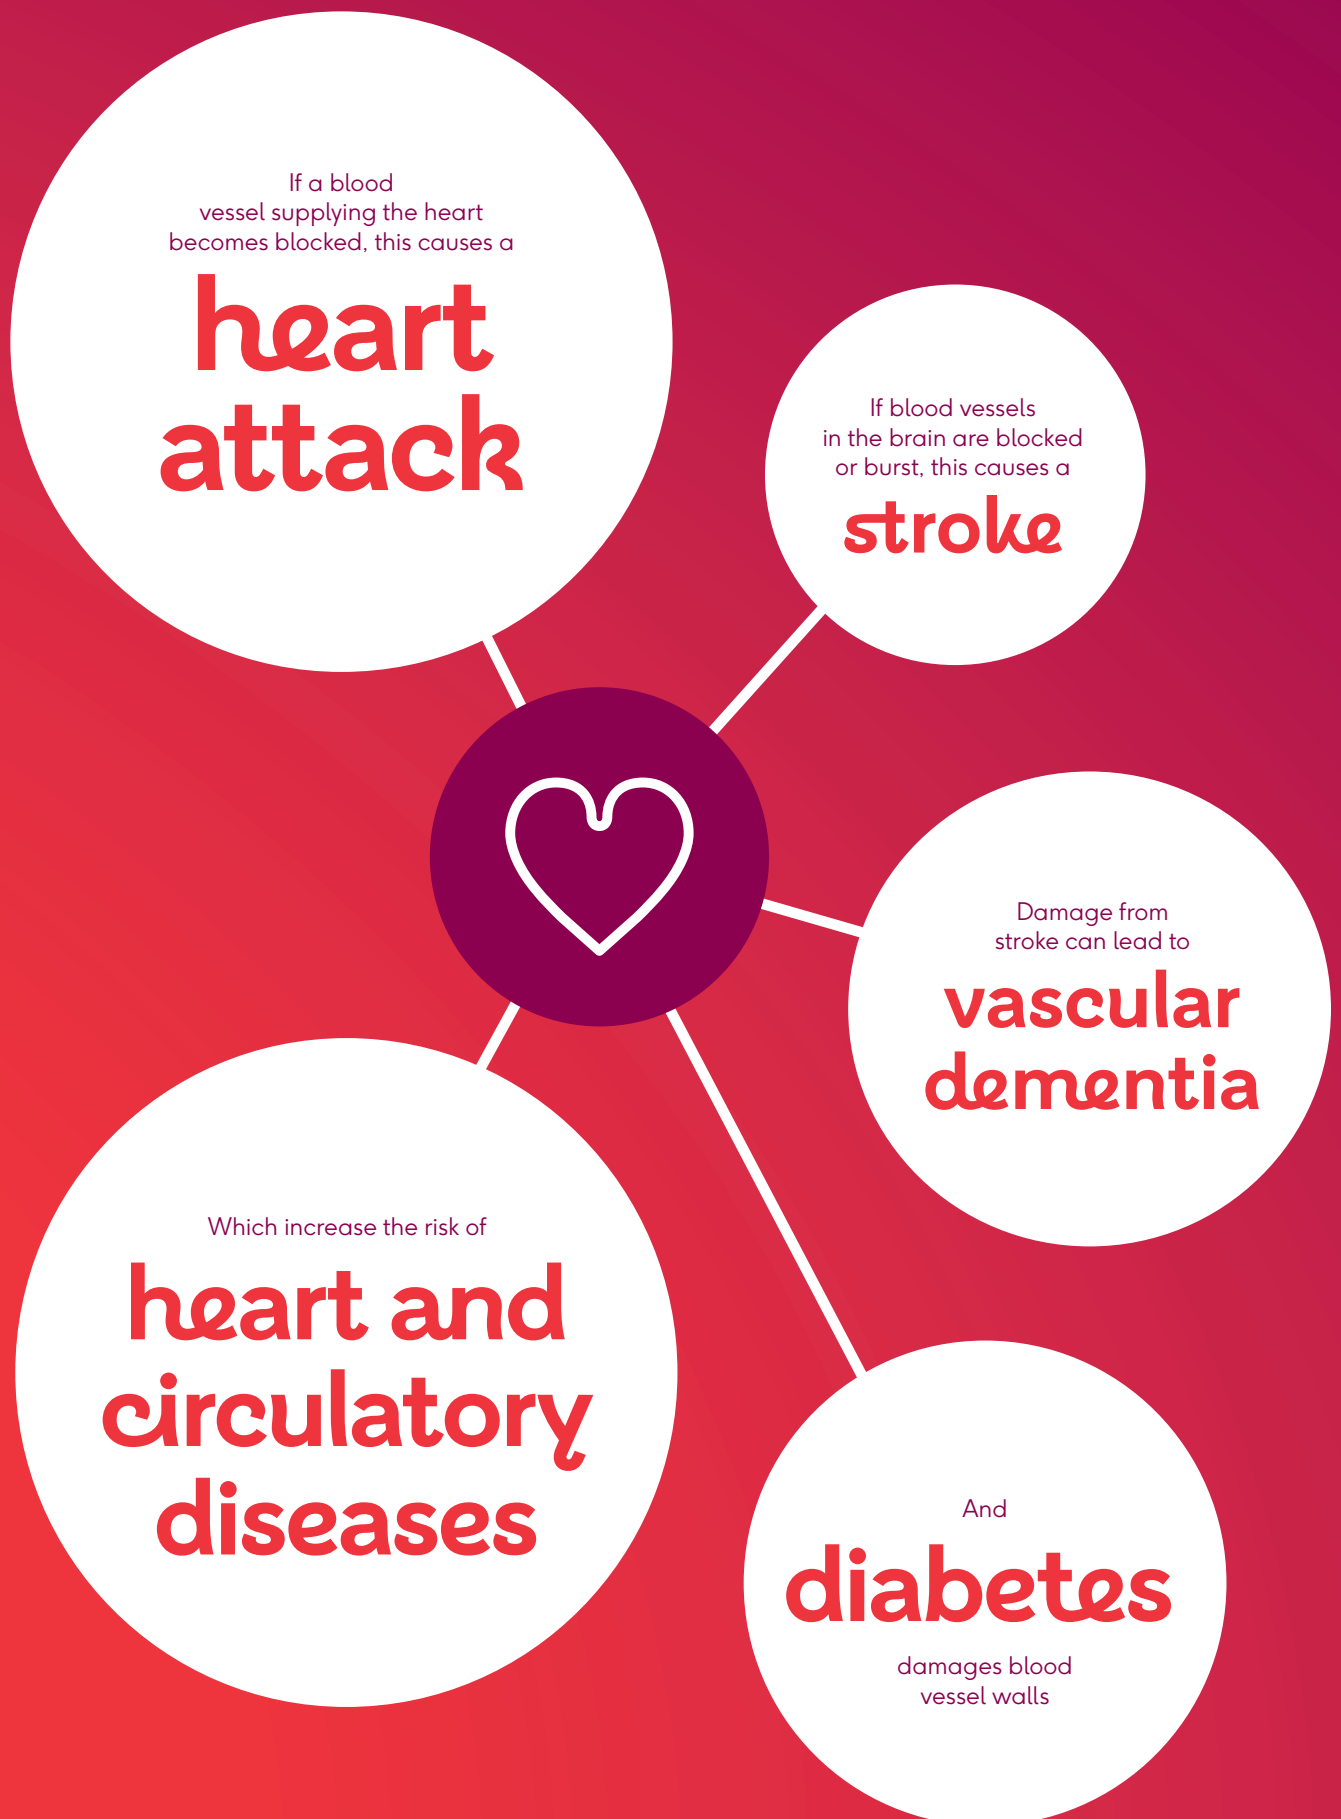 If a blood
vessel supplying the heart
becomes blocked, this causes a
heart
attack
If blood vessels
in the brain are blocked
or burst, this causes a
stroke
Damage from
stroke can lead to
vascular
dementia
And
diabetes
damages blood
vessel walls
Which increase the risk of
heart and
circulatory
diseases